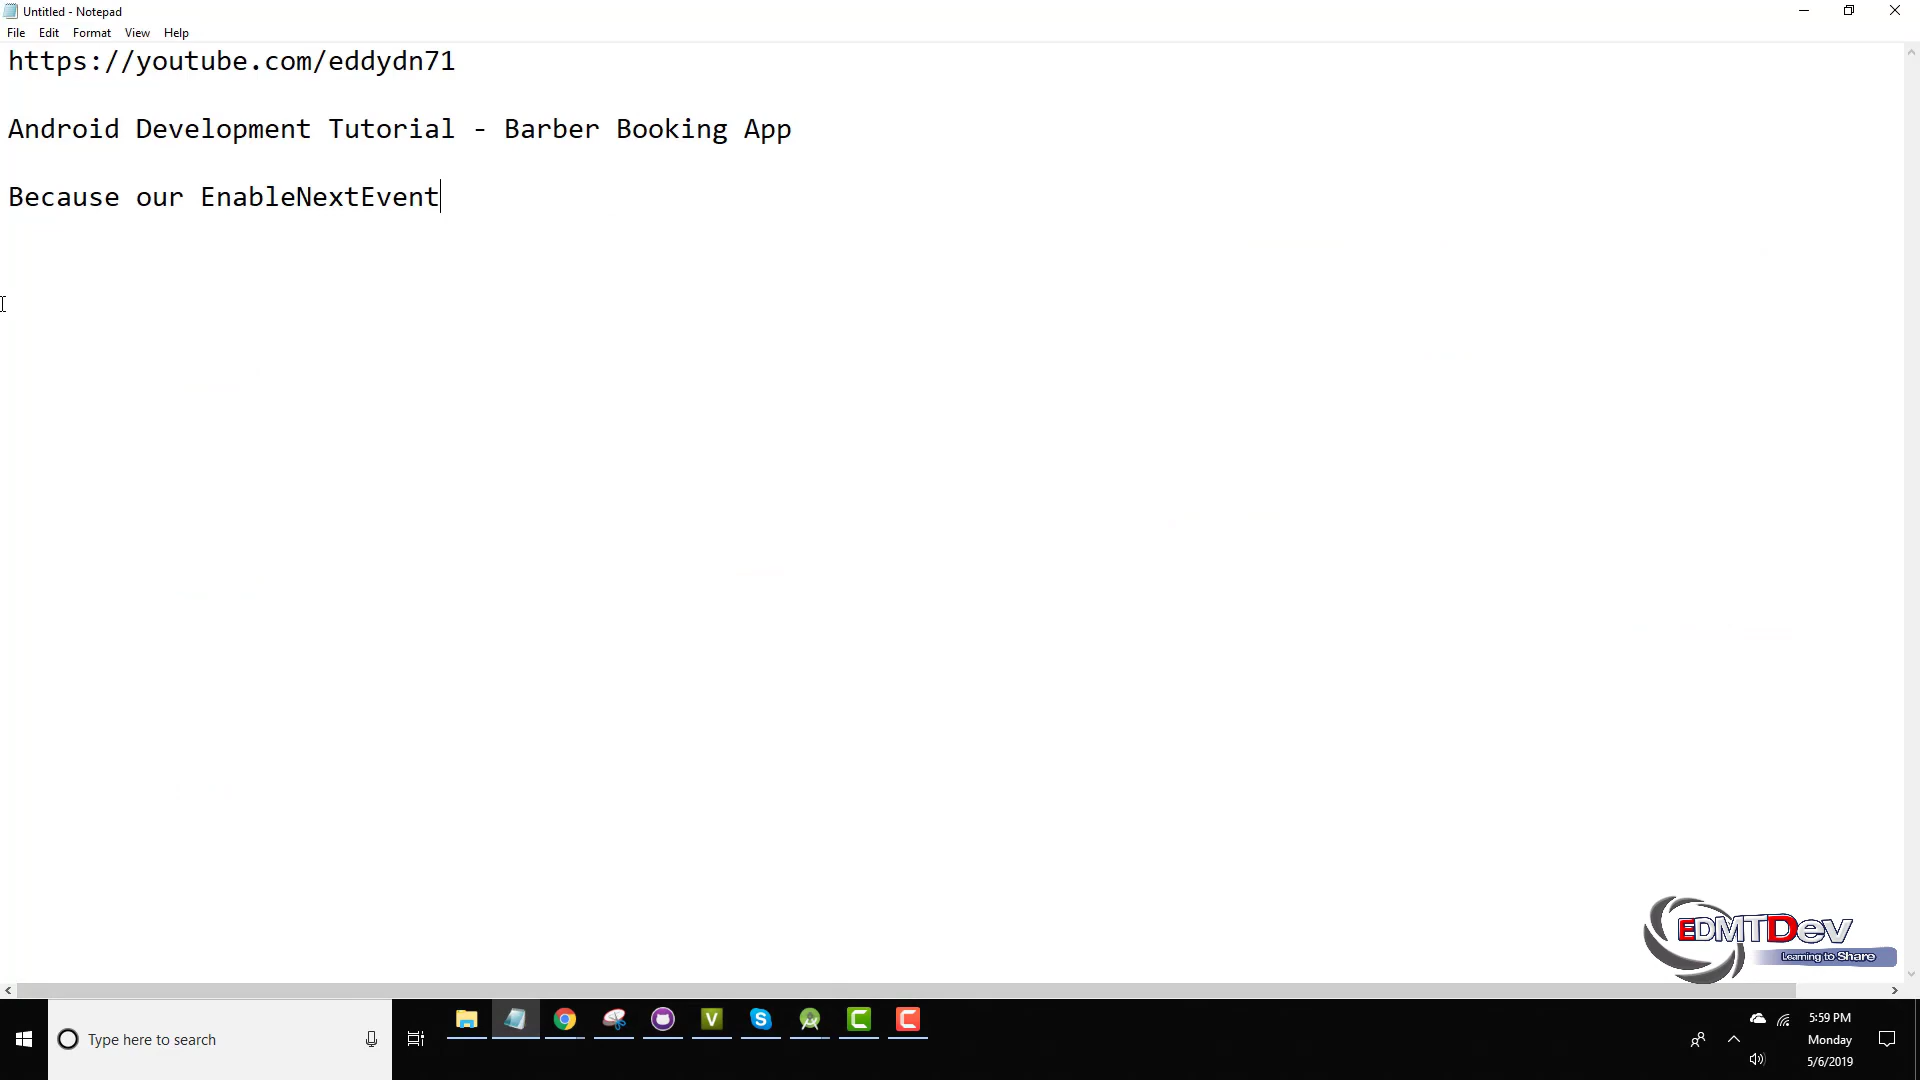 Untitled - Notepad
File Edit Format View Help
https://youtube.com/eddydn71
Android Development Tutorial - Barber Booking App
Because our EnableNextEvent
EDMTDev
Learning to Share
Type here to search
5:59 PM
Monday
5/6/2019